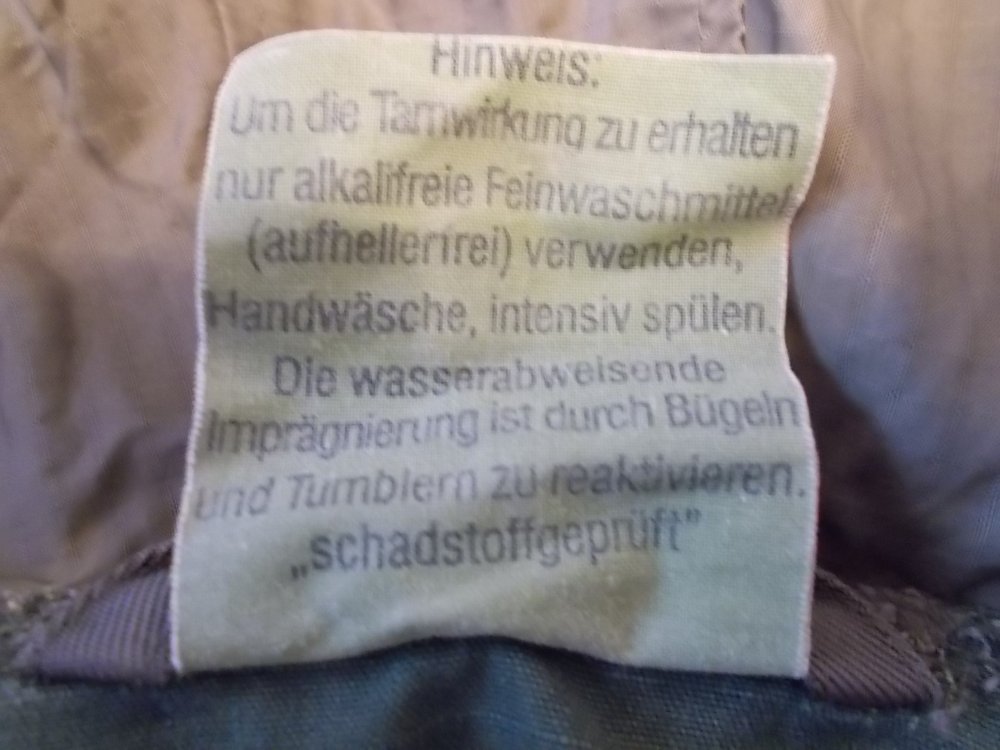 Hinweis:
Um die Tarnwirkung zu erhalten
nur alkalifreie Feinwaschmittel
(aufhellerfrei) verwenden,
Handwäsche, intensiv spülen.
Die wasserabweisende
Imprägnierung ist durch Bügeln
und Tumblern zu reaktivieren.
„schadstoffgeprüft”